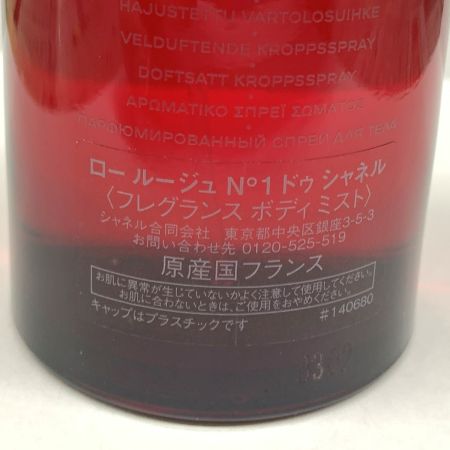 HAJUSTETTU VARTALOSUIHKE
VELDUFTENDE KROPPSSPRAY
DOFTSATT KROPPSSPRAY
ΑΡΩΜΑΤΙΚΟ ΣΠΡΕΪ ΣΩΜΑΤΟΣ
ПАРФЮМИРОВАННЫЙ СПРЕЙ ДЛЯ ТЕЛА
ロー ルージュ N°1 ドゥ シャネル
〈フレグランス ボディ ミスト〉
シャネル合同会社 東京都中央区銀座3-5-3
お問い合わせ先 0120-525-519
原産国フランス
お肌に異常が生じていないかよく注意して使用してください。
お肌に合わないときは、ご使用をおやめください。
キャップはプラスチックです #140680